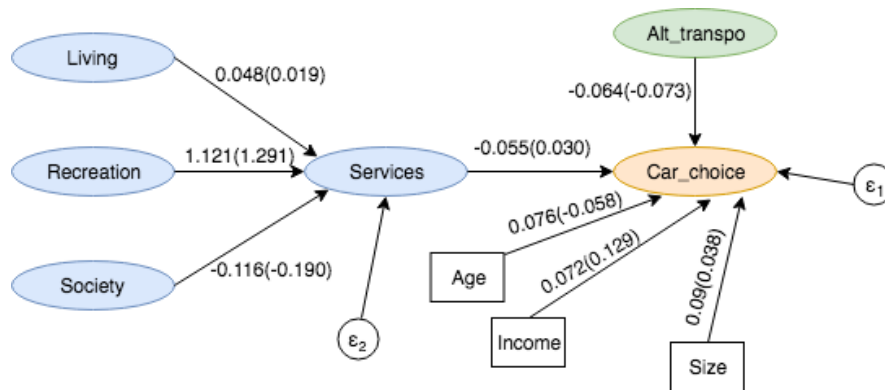 Alt_transpo
Living
0.048(0.019)
-0.064(-0.073)
Recreation
1.121(1.291)
Services
-0.055(0.030)
Car_choice
ε1
0.076(-0.058)
0.072(0.129)
0.09(0.038)
-0.116(-0.190)
Society
Age
ε2
Income
Size